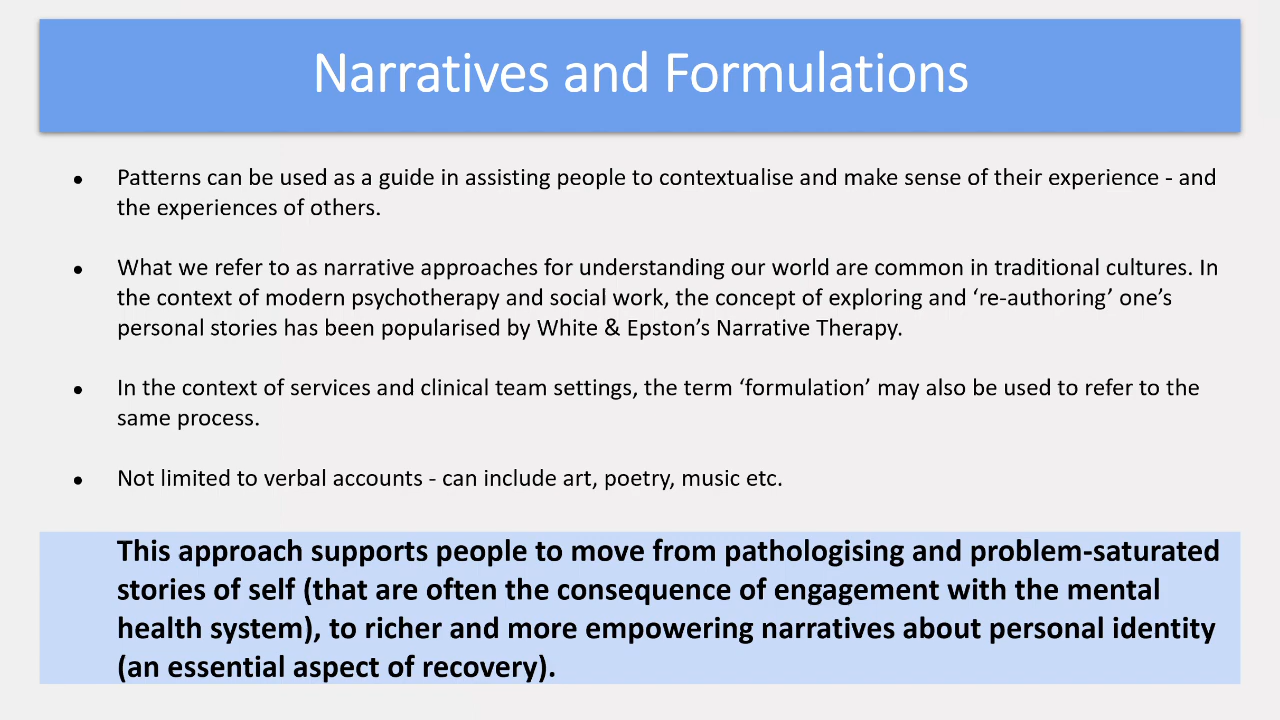 Narratives and Formulations
● Patterns can be used as a guide in assisting people to contextualise and make sense of their experience - and
the experiences of others.
● What we refer to as narrative approaches for understanding our world are common in traditional cultures. In
the context of modern psychotherapy and social work, the concept of exploring and ‘re-authoring’ one’s
personal stories has been popularised by White & Epston’s Narrative Therapy.
● In the context of services and clinical team settings, the term ‘formulation’ may also be used to refer to the
same process.
● Not limited to verbal accounts - can include art, poetry, music etc.
This approach supports people to move from pathologising and problem-saturated
stories of self (that are often the consequence of engagement with the mental
health system), to richer and more empowering narratives about personal identity
(an essential aspect of recovery).